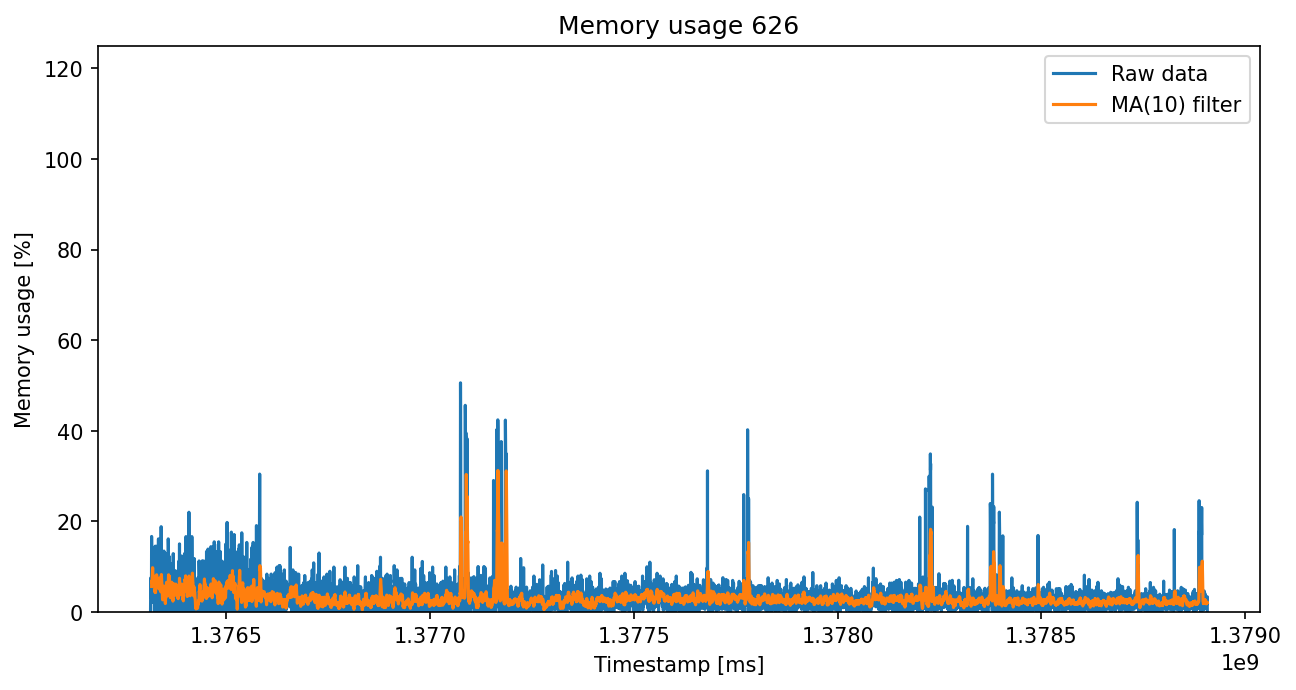 Memory usage 626
Raw data
MA(10) filter
Memory usage [%]
120
100
80
60
40
20
0
1.3765 1.3770 1.3775 1.3780 1.3785 1.3790
1e9
Timestamp [ms]